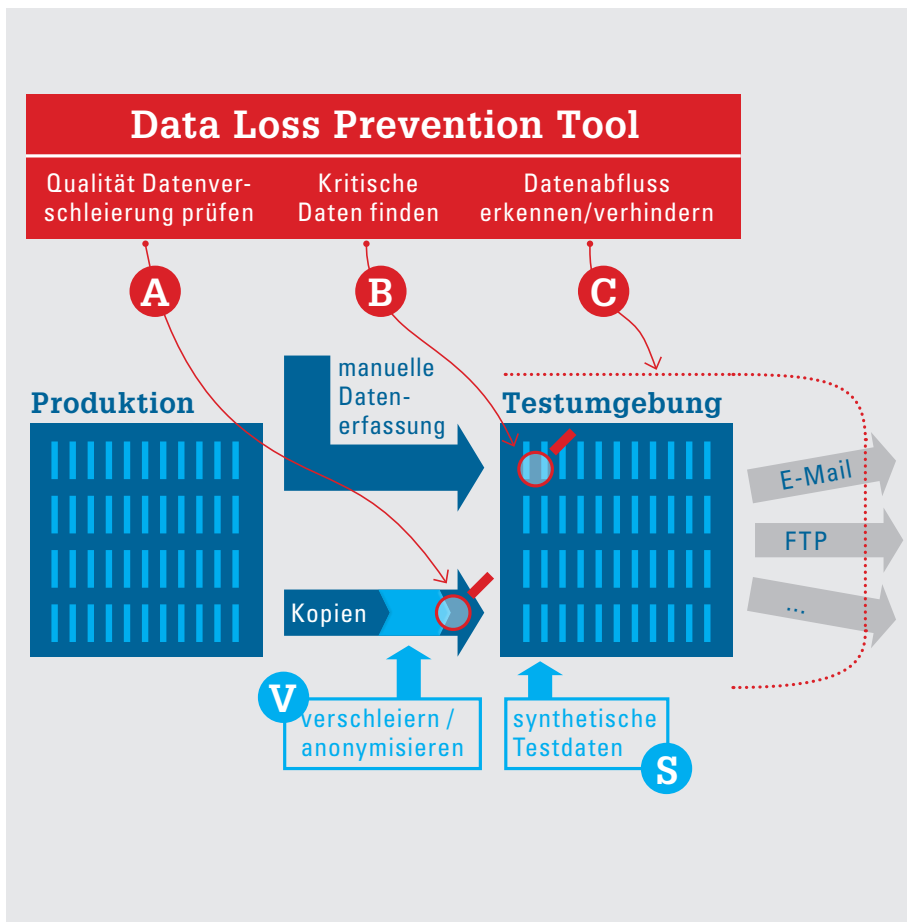 Data Loss Prevention Tool
Qualität Datenver-
schleierung prüfen
Kritische
Daten finden
Datenabfluss
erkennen/verhindern
A
B
C
manuelle
Daten-
erfassung
Produktion
Testumgebung
E-Mail
FTP
...
Kopien
V
verschleiern /
anonymisieren
synthetische
Testdaten
S